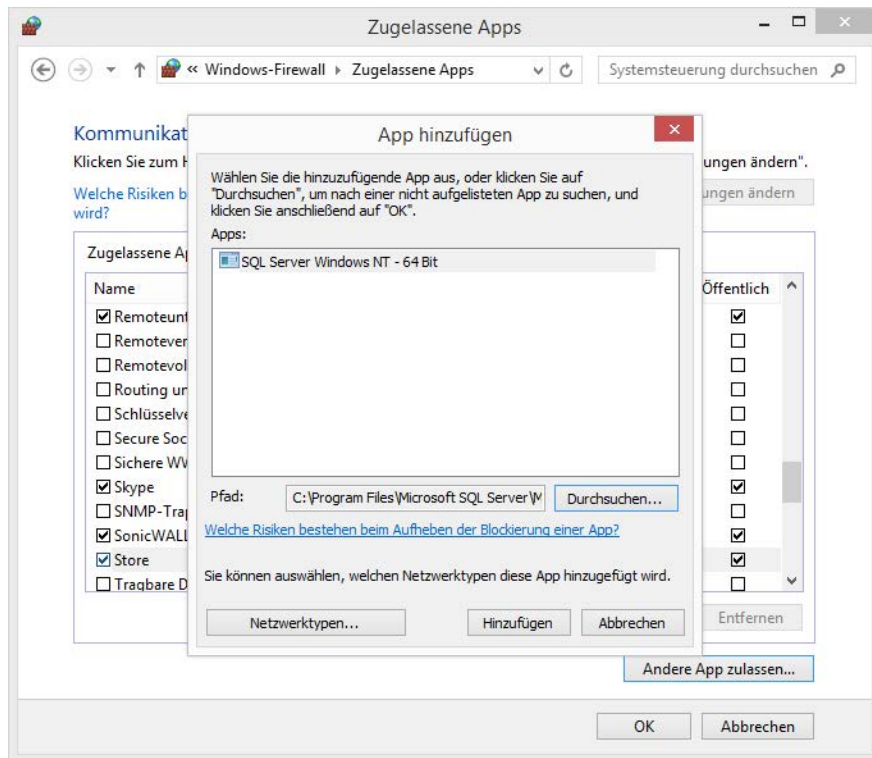 Zugelassene Apps
« Windows-Firewall Zugelassene Apps
Systemsteuerung durchsuchen
Kommunikat
Klicken Sie zum H
ungen ändern".
Welche Risiken b
wird?
ungen ändern
Zugelassene Ap
Name
Öffentlich
Remoteunt
Remotever
Remotevol
Routing un
Schlüsselve
Secure Soc
Sichere WW
Skype
SNMP-Trap
SonicWALL
Store
Tragbare D
Entfernen
Andere App zulassen...
OK
Abbrechen
App hinzufügen
Wählen Sie die hinzuzufügende App aus, oder klicken Sie auf
"Durchsuchen", um nach einer nicht aufgelisteten App zu suchen, und
klicken Sie anschließend auf "OK".
Apps:
SQL Server Windows NT - 64 Bit
Pfad:
C:\Program Files\Microsoft SQL Server\M
Durchsuchen...
Welche Risiken bestehen beim Aufheben der Blockierung einer App?
Sie können auswählen, welchen Netzwerktypen diese App hinzugefügt wird.
Netzwerktypen...
Hinzufügen
Abbrechen